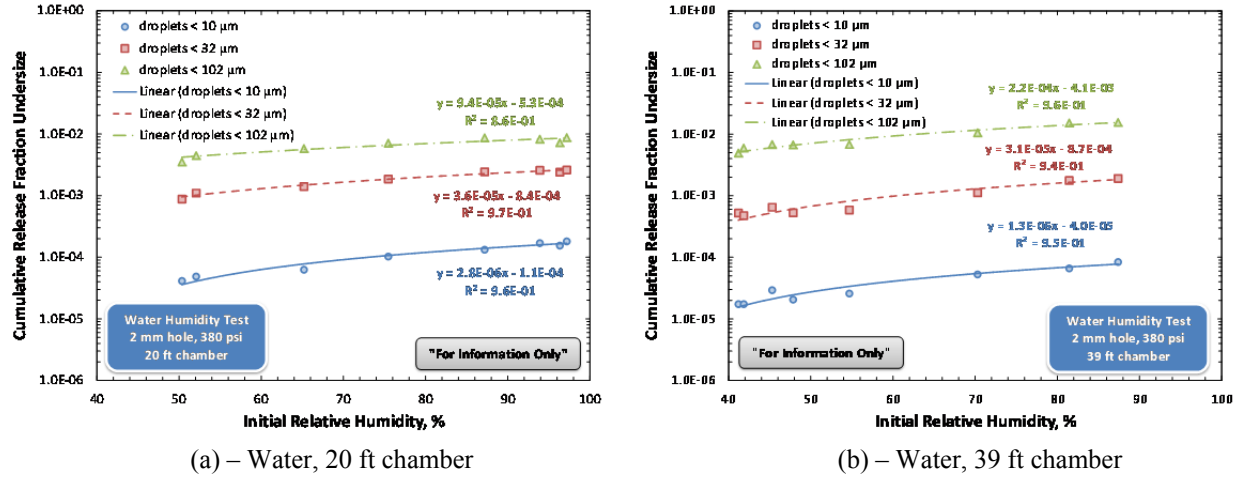 1.0E+00
1.0E-01
1.0E-02
1.0E-03
1.0E-04
1.0E-05
1.0E-06
Cumulative Release Fraction Undersize
droplets < 10 µm
droplets < 32 µm
droplets < 102 µm
Linear (droplets < 10 µm)
Linear (droplets < 32 µm)
Linear (droplets < 102 µm)
y = 9.4E-05x - 5.3E-04
R² = 8.6E-01
y = 3.6E-05x - 8.4E-04
R² = 9.7E-01
y = 2.8E-06x - 1.1E-04
R² = 9.6E-01
Water Humidity Test
2 mm hole, 380 psi
20 ft chamber
"For Information Only"
40 50 60 70 80 90 100
Initial Relative Humidity, %
(a) – Water, 20 ft chamber
1.0E+00
1.0E-01
1.0E-02
1.0E-03
1.0E-04
1.0E-05
1.0E-06
Cumulative Release Fraction Undersize
droplets < 10 µm
droplets < 32 µm
droplets < 102 µm
Linear (droplets < 10 µm)
Linear (droplets < 32 µm)
Linear (droplets < 102 µm)
y = 2.2E-04x - 4.1E-03
R² = 9.6E-01
y = 3.1E-05x - 8.7E-04
R² = 9.4E-01
y = 1.3E-06x - 4.0E-05
R² = 9.5E-01
"For Information Only"
Water Humidity Test
2 mm hole, 380 psi
39 ft chamber
40 50 60 70 80 90 100
Initial Relative Humidity, %
(b) – Water, 39 ft chamber